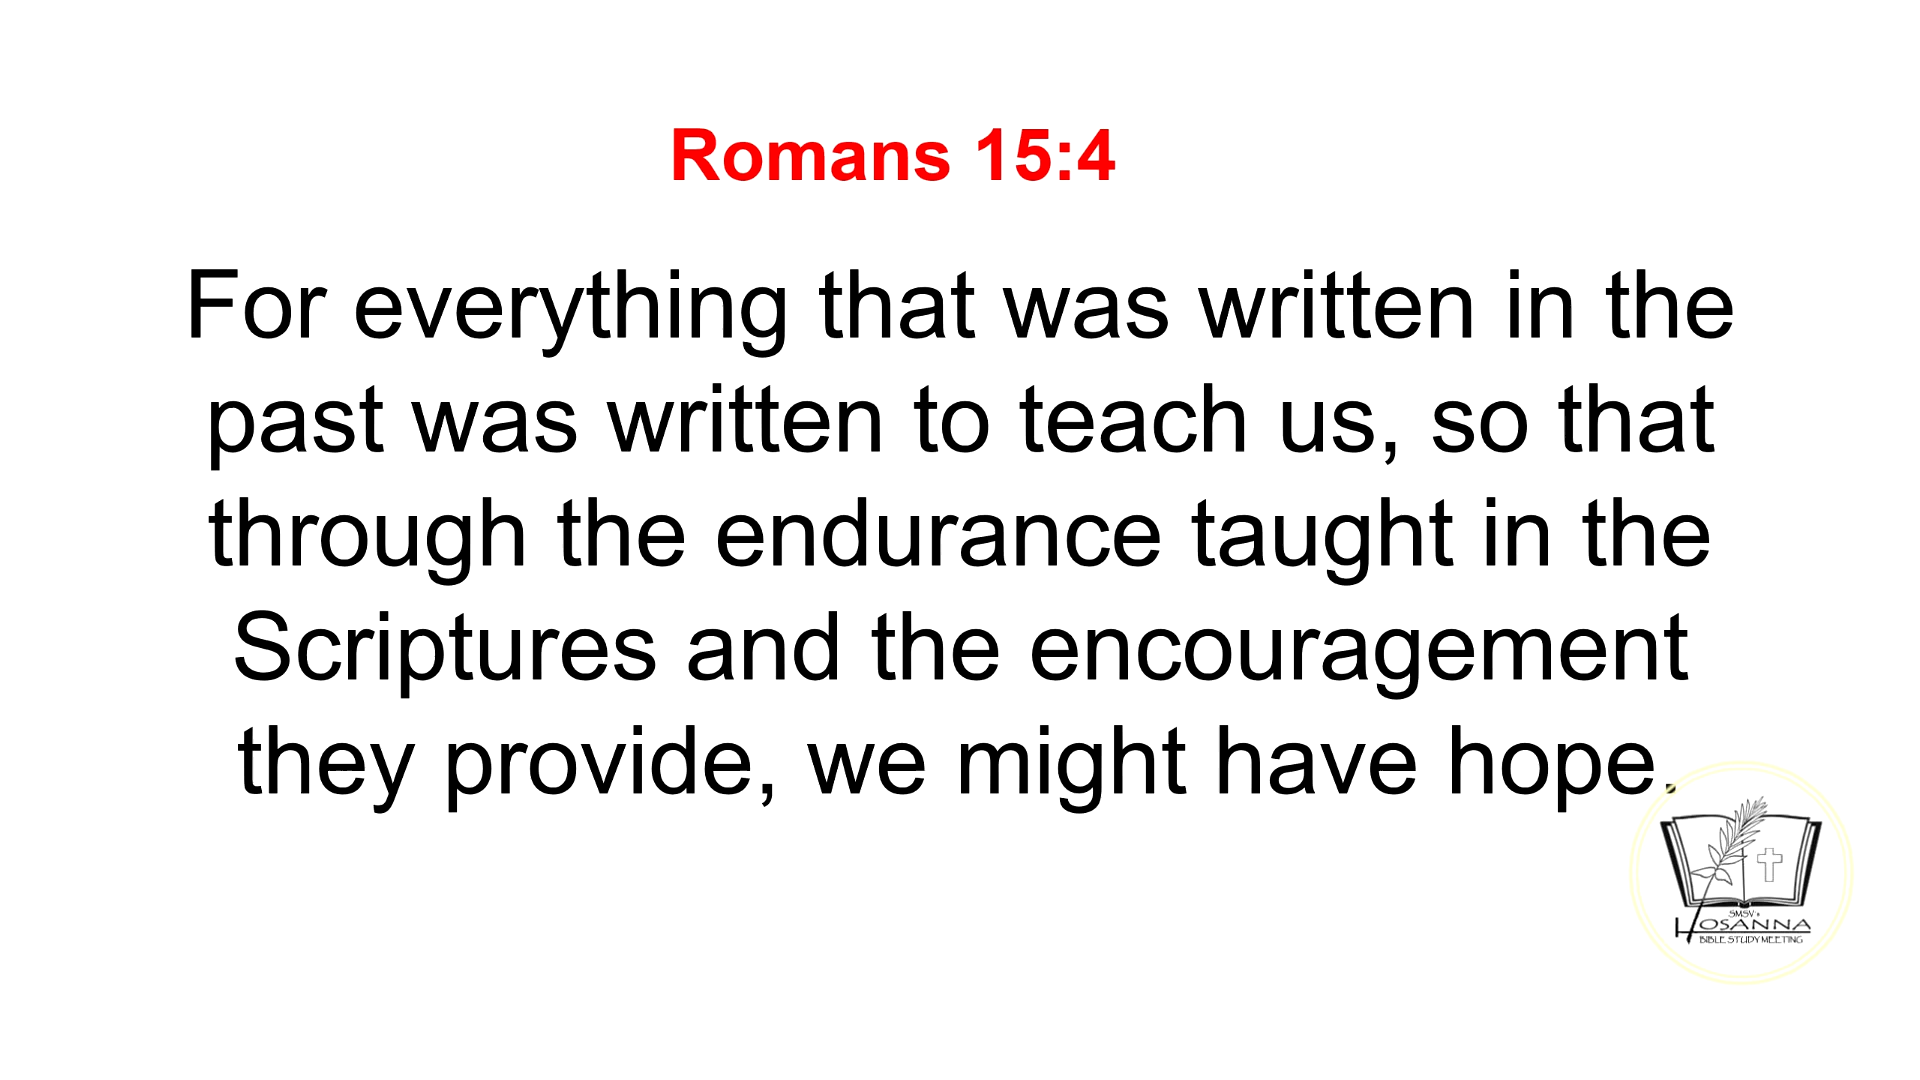 Romans 15:4
For everything that was written in the
past was written to teach us, so that
through the endurance taught in the
Scriptures and the encouragement
they provide, we might have hope.
SMSV's
HOSANNA
BIBLE STUDY MEETING